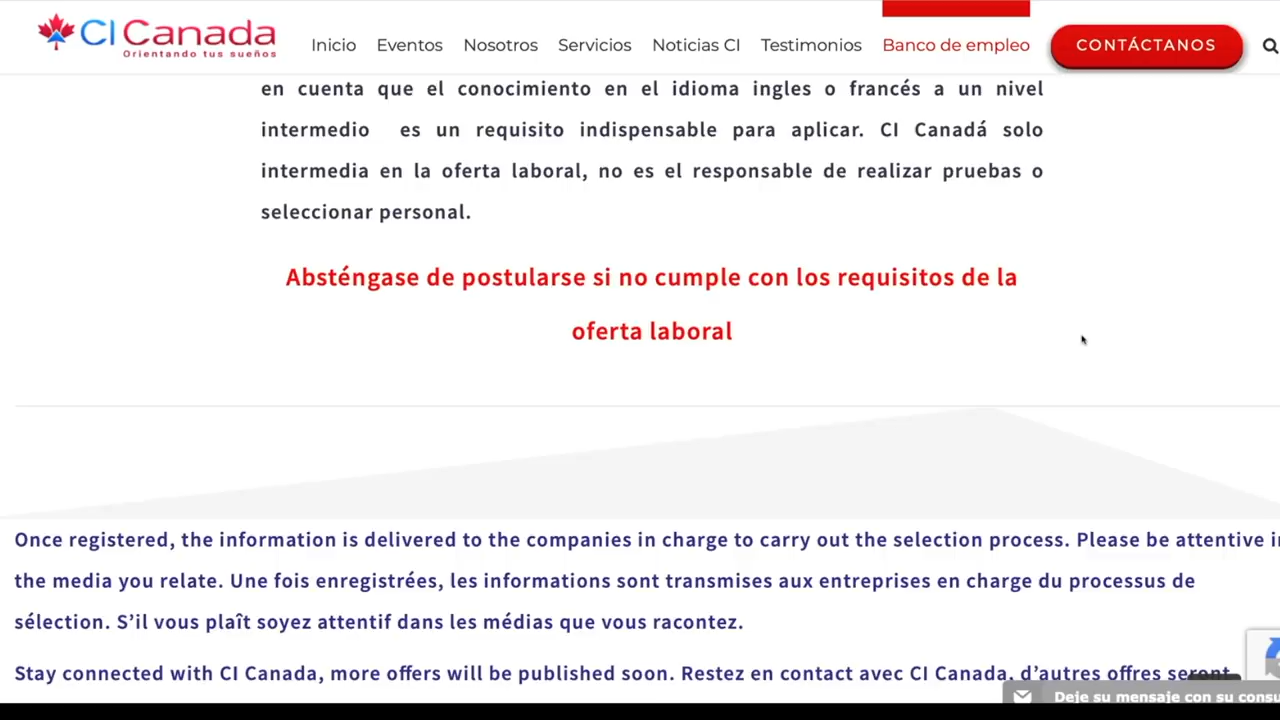 CI Canada
Orientando tus sueños
Inicio Eventos Nosotros Servicios Noticias CI Testimonios Banco de empleo CONTÁCTANOS
en cuenta que el conocimiento en el idioma ingles o francés a un nivel
intermedio es un requisito indispensable para aplicar. CI Canadá solo
intermedia en la oferta laboral, no es el responsable de realizar pruebas o
seleccionar personal.
Absténgase de postularse si no cumple con los requisitos de la
oferta laboral
Once registered, the information is delivered to the companies in charge to carry out the selection process. Please be attentive in
the media you relate. Une fois enregistrées, les informations sont transmises aux entreprises en charge du processus de
sélection. S’il vous plaît soyez attentif dans les médias que vous racontez.
Stay connected with CI Canada, more offers will be published soon. Restez en contact avec CI Canada, d’autres offres seront
Deje su mensaje con su consu